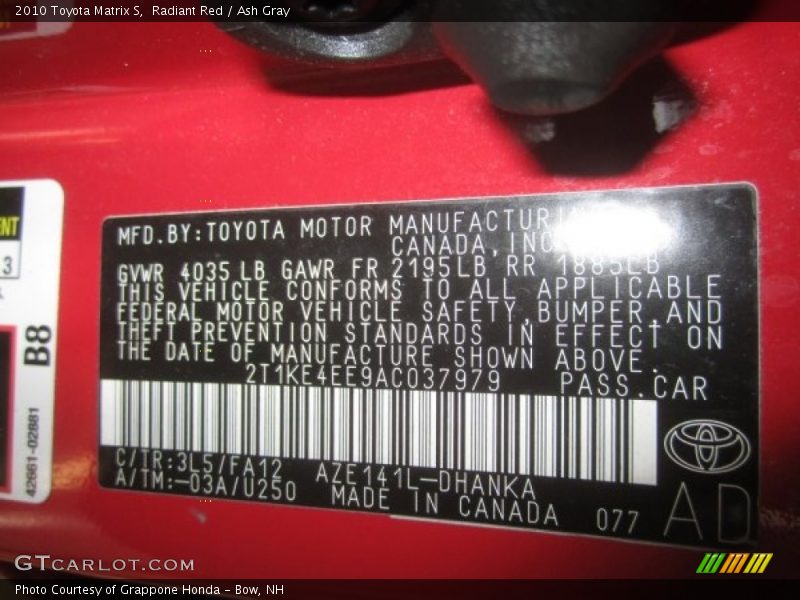 2010 Toyota Matrix S, Radiant Red / Ash Gray
ENT
3
B8
42661-02881
MFD.BY:TOYOTA MOTOR
CANADA, INC
GVWR 4035LB GAWR FR 2195LB RR 1885LB
THIS VEHICLE CONFORMS TO ALL APPLICABLE
FEDERAL MOTOR VEHICLE SAFETY, BUMPER, AND
THEFT PREVENTION STANDARDS IN EFFECT ON
THE DATE OF MANUFACTURE SHOWN ABOVE.
2T1KE4EE9AC037979 PASS.CAR
C/TR:3L5/FA12 AZE141L-DHANKA
A/TM:-03A/U250 MADE IN CANADA 077
AD
GTCARLOT.COM
Photo Courtesy of Grappone Honda - Bow, NH